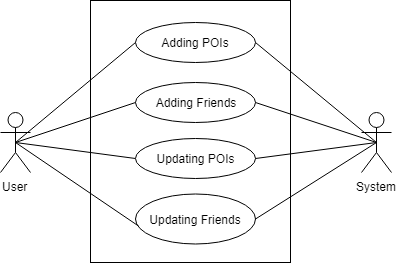 Adding POIs
Adding Friends
Updating POIs
User
System
Updating Friends